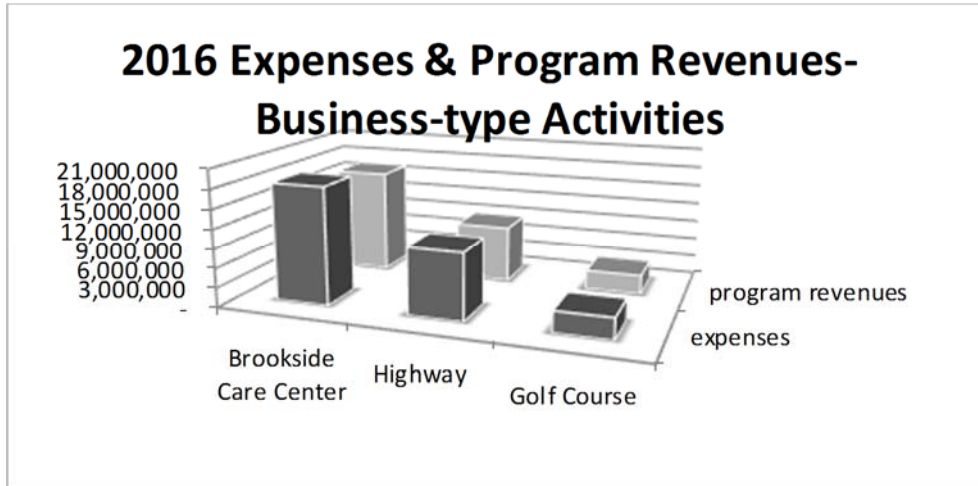 2016 Expenses & Program Revenues-
Business-type Activities
21,000,000
18,000,000
15,000,000
12,000,000
9,000,000
6,000,000
3,000,000
-
program revenues
expenses
Brookside
Care Center
Highway
Golf Course